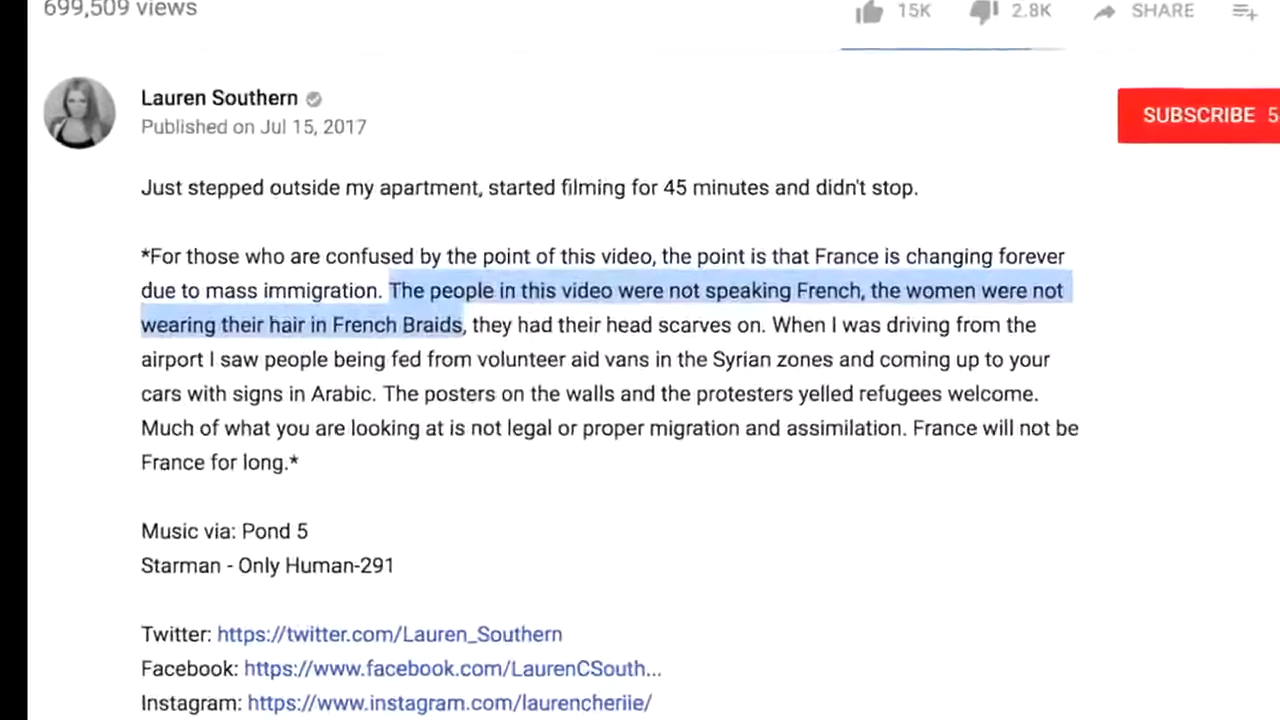 699,509 views 15K 2.8K SHARE
Lauren Southern
Published on Jul 15, 2017
SUBSCRIBE 5
Just stepped outside my apartment, started filming for 45 minutes and didn't stop.
*For those who are confused by the point of this video, the point is that France is changing forever
due to mass immigration. The people in this video were not speaking French, the women were not
wearing their hair in French Braids, they had their head scarves on. When I was driving from the
airport I saw people being fed from volunteer aid vans in the Syrian zones and coming up to your
cars with signs in Arabic. The posters on the walls and the protesters yelled refugees welcome.
Much of what you are looking at is not legal or proper migration and assimilation. France will not be
France for long.*
Music via: Pond 5
Starman - Only Human-291
Twitter: https://twitter.com/Lauren_Southern
Facebook: https://www.facebook.com/LaurenCSouth...
Instagram: https://www.instagram.com/laurencheriie/